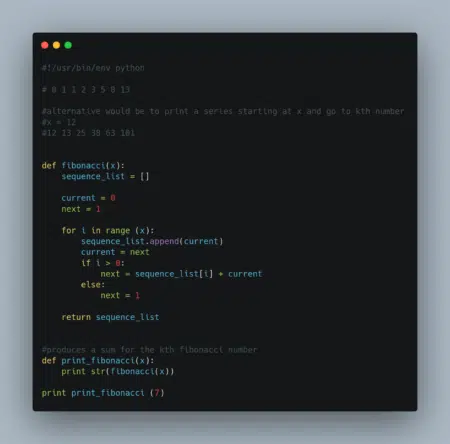 #!/usr/bin/env python
# 0 1 1 2 3 5 8 13
#alternative would be to print a series starting at x and go to kth number
#x = 12
#12 13 25 38 63 101
def fibonacci(x):
    sequence_list = []
    current = 0
    next = 1
    for i in range (x):
        sequence_list.append(current)
        current = next
        if i > 0:
            next = sequence_list[i] + current
        else:
            next = 1
    return sequence_list
#produces a sum for the kth fibonacci number
def print_fibonacci(x):
    print str(fibonacci(x))
print print_fibonacci (7)